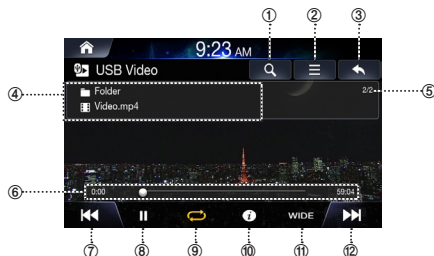 ① ② ③
9:23 AM
USB Video
④ Folder 2/2 ⑤
Video.mp4
⑥ 0:00 59:04
i WIDE
⑦ ⑧ ⑨ ⑩ ⑪ ⑫